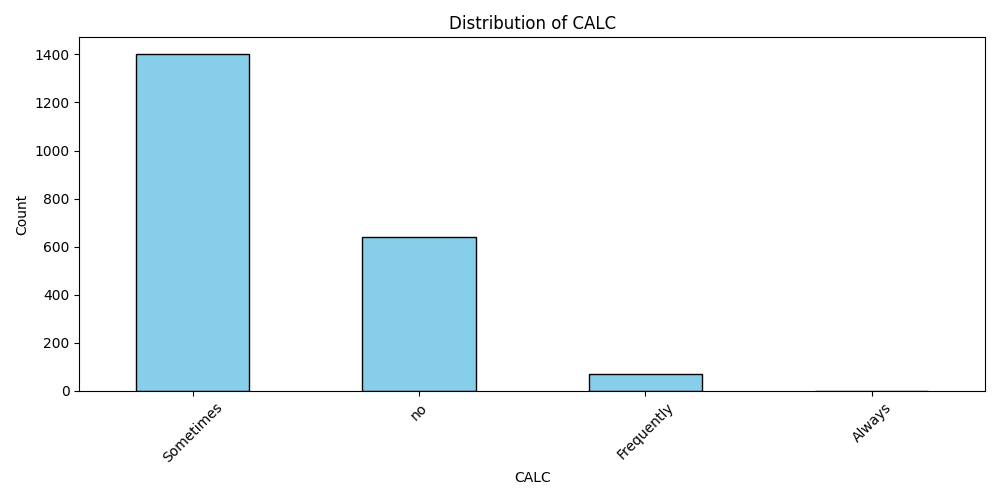 Distribution of CALC
1400
1200
1000
800
600
400
200
0
Count
Sometimes
no
Frequently
Always
CALC